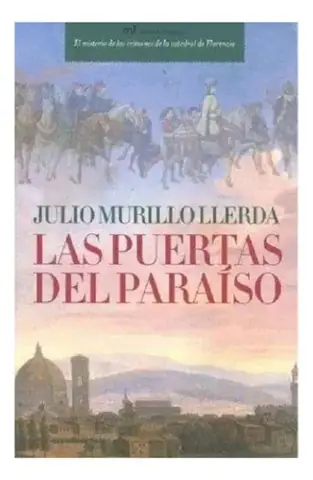 El misterio de los crímenes de la catedral de Florencia
JULIO MURILLO LLERDA
LAS PUERTAS
DEL PARAÍSO